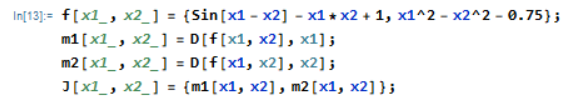 In[13]:= f[x1_, x2_] = {Sin[x1 - x2] - x1 * x2 + 1, x1^2 - x2^2 - 0.75};
m1[x1_, x2_] = D[f[x1, x2], x1];
m2[x1_, x2_] = D[f[x1, x2], x2];
J[x1_, x2_] = {m1[x1, x2], m2[x1, x2]};